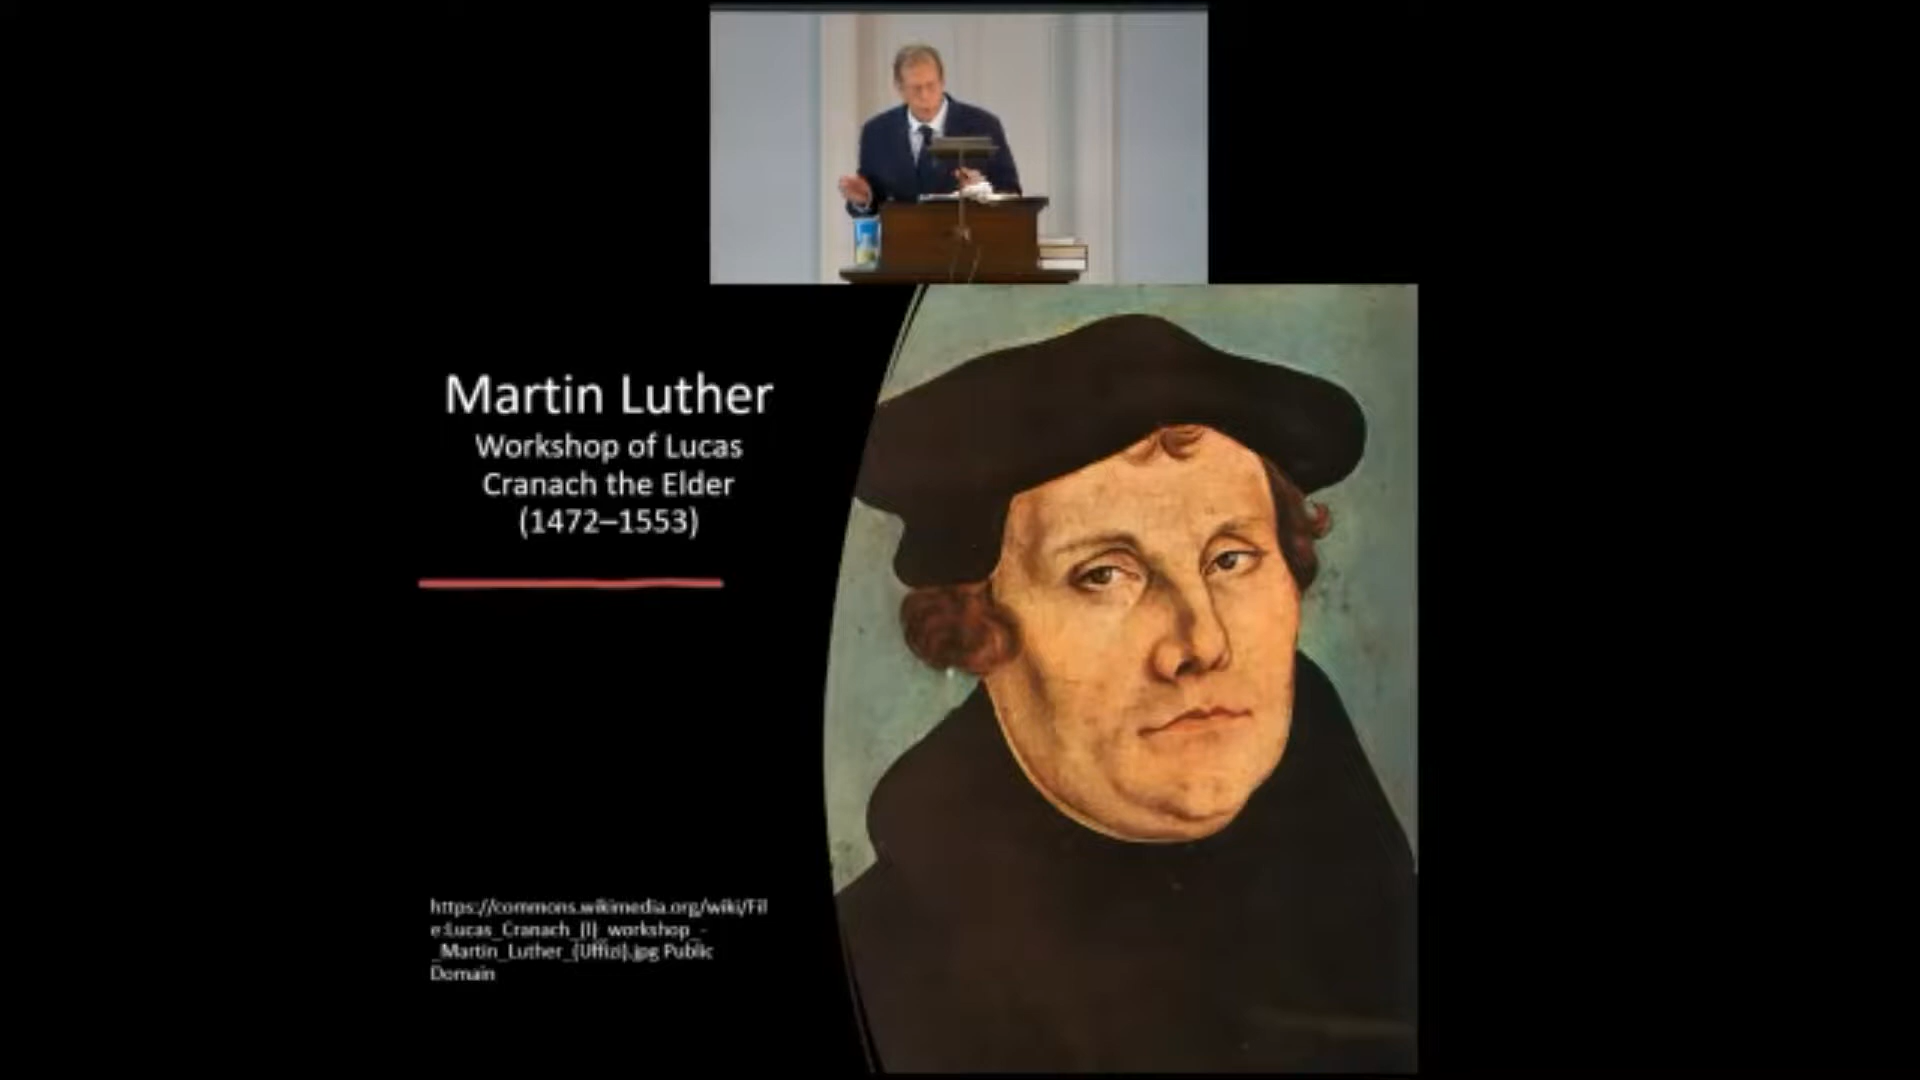 Martin Luther
Workshop of Lucas
Cranach the Elder
(1472–1553)
https://commons.wikimedia.org/wiki/Fil
e:Lucas_Cranach_(I)_workshop_-
_Martin_Luther_(Uffizi).jpg Public
Domain